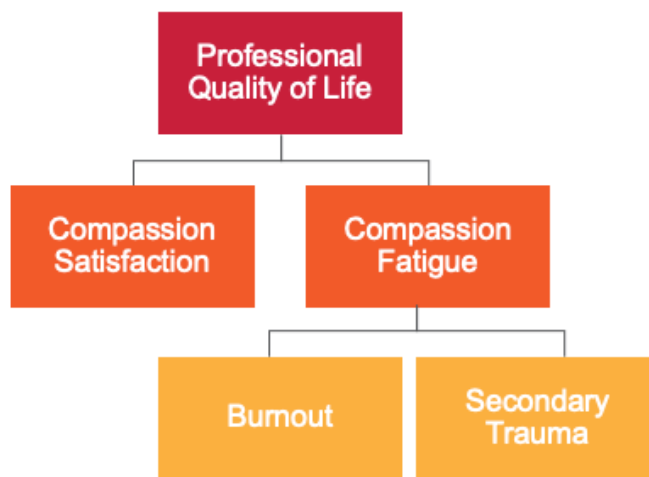 Professional
Quality of Life
Compassion
Satisfaction
Compassion
Fatigue
Burnout
Secondary
Trauma